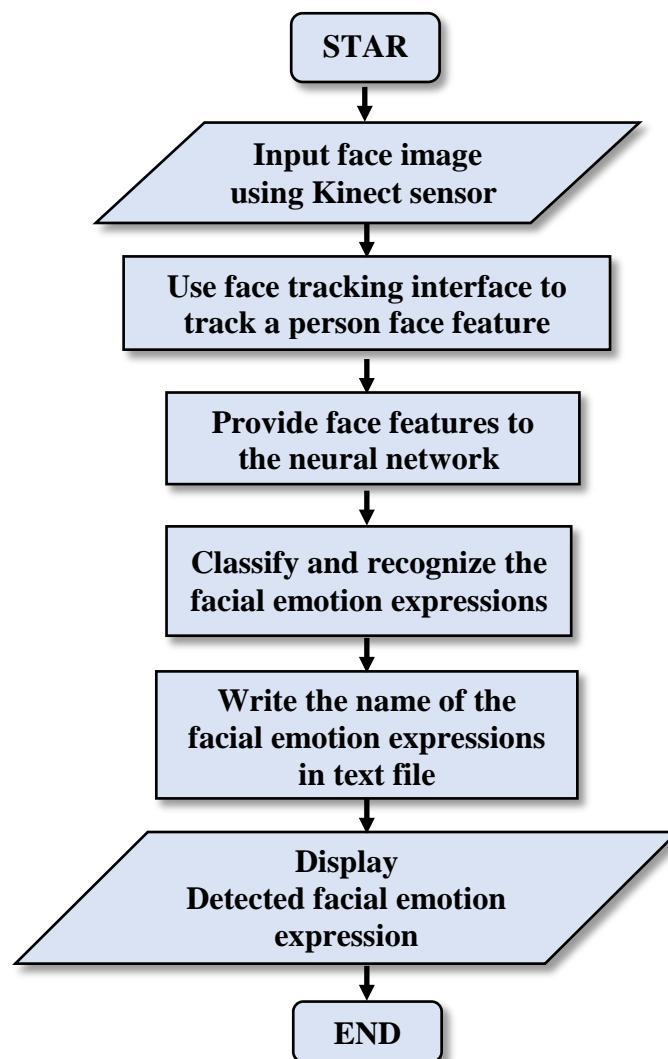 STAR
Input face image
using Kinect sensor
Use face tracking interface to
track a person face feature
Provide face features to
the neural network
Classify and recognize the
facial emotion expressions
Write the name of the
facial emotion expressions
in text file
Display
Detected facial emotion
expression
END